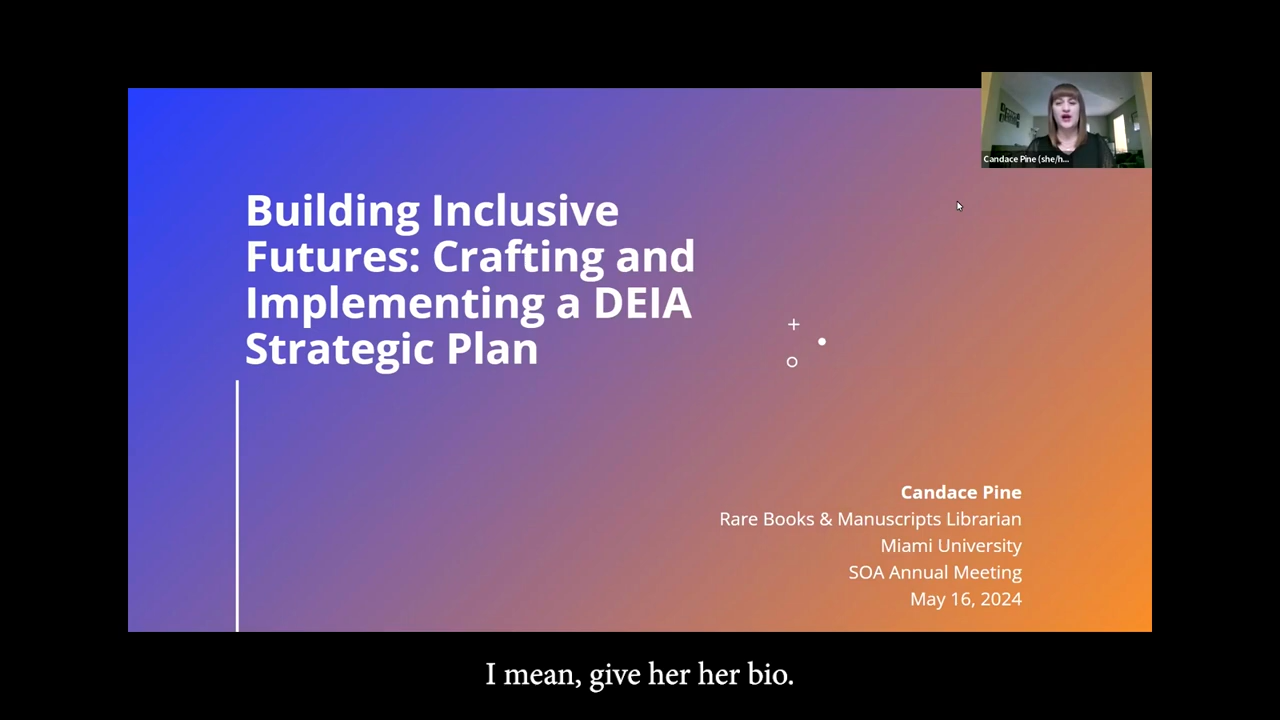 Candace Pine (she/h...
Building Inclusive
Futures: Crafting and
Implementing a DEIA
Strategic Plan
Candace Pine
Rare Books & Manuscripts Librarian
Miami University
SOA Annual Meeting
May 16, 2024
I mean, give her her bio.